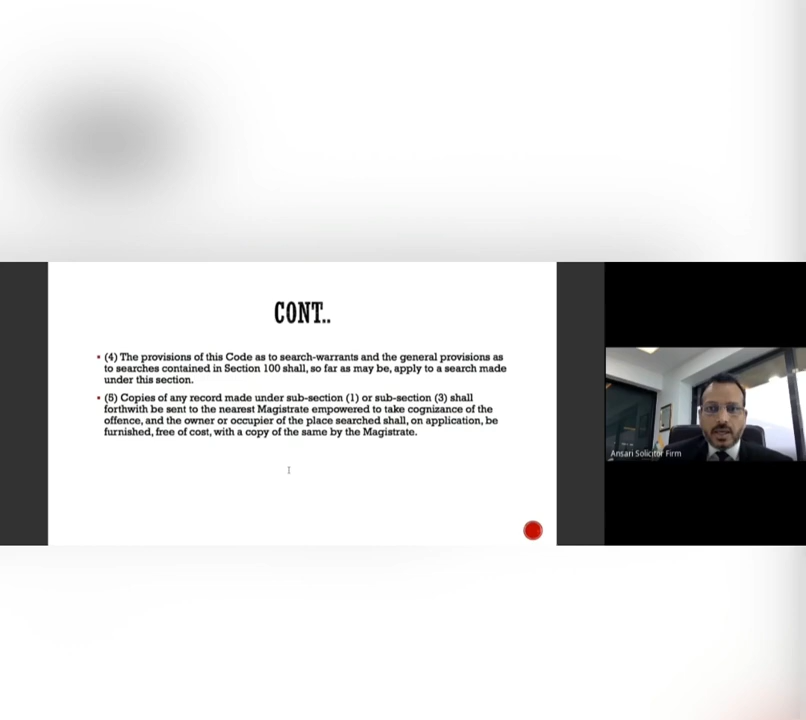 CONT..
• (4) The provisions of this Code as to search-warrants and the general provisions as
to searches contained in Section 100 shall, so far as may be, apply to a search made
under this section.
• (5) Copies of any record made under sub-section (1) or sub-section (3) shall
forthwith be sent to the nearest Magistrate empowered to take cognizance of the
offence, and the owner or occupier of the place searched shall, on application, be
furnished, free of cost, with a copy of the same by the Magistrate.
Ansari Solicitor Firm